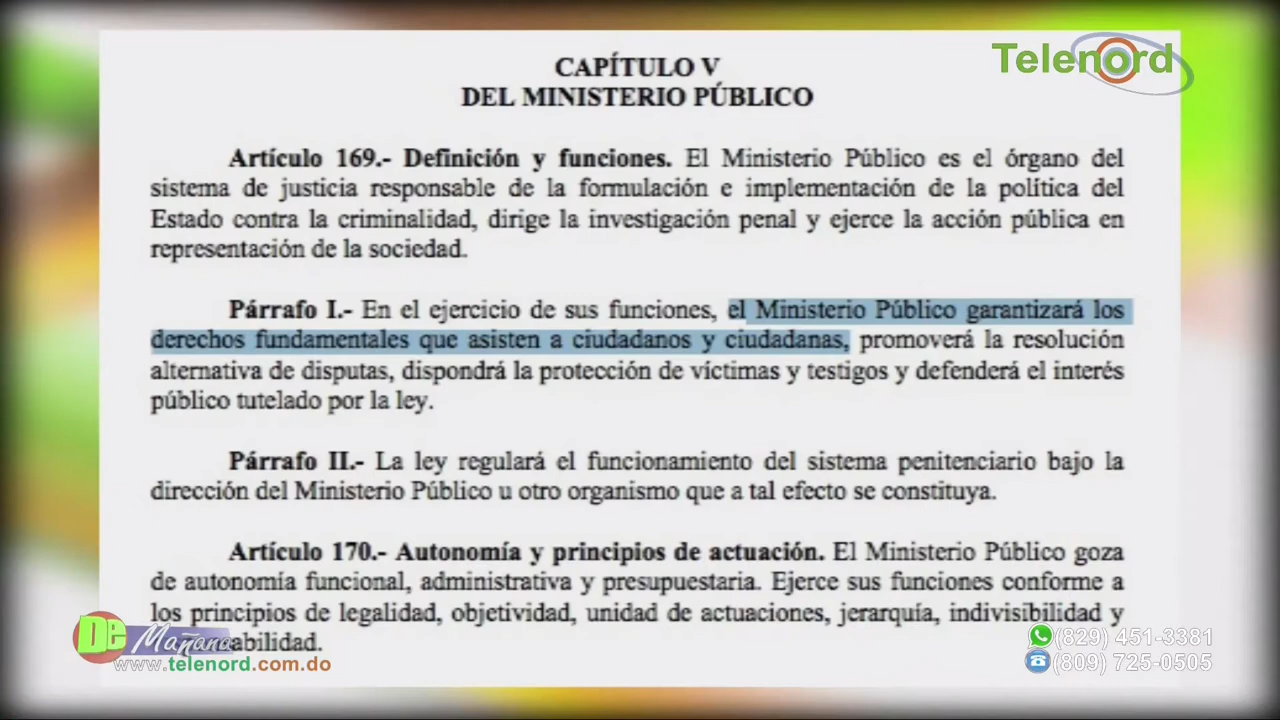 Telenord
CAPÍTULO V
DEL MINISTERIO PÚBLICO
Artículo 169.- Definición y funciones. El Ministerio Público es el órgano del
sistema de justicia responsable de la formulación e implementación de la política del
Estado contra la criminalidad, dirige la investigación penal y ejerce la acción pública en
representación de la sociedad.
Párrafo I.- En el ejercicio de sus funciones, el Ministerio Público garantizará los
derechos fundamentales que asisten a ciudadanos y ciudadanas, promoverá la resolución
alternativa de disputas, dispondrá la protección de víctimas y testigos y defenderá el interés
público tutelado por la ley.
Párrafo II.- La ley regulará el funcionamiento del sistema penitenciario bajo la
dirección del Ministerio Público u otro organismo que a tal efecto se constituya.
Artículo 170.- Autonomía y principios de actuación. El Ministerio Público goza
de autonomía funcional, administrativa y presupuestaria. Ejerce sus funciones conforme a
los principios de legalidad, objetividad, unidad de actuaciones, jerarquía, indivisibilidad y
abilidad.
De Mañana
www.telenord.com.do
(829) 451-3381
(809) 725-0505